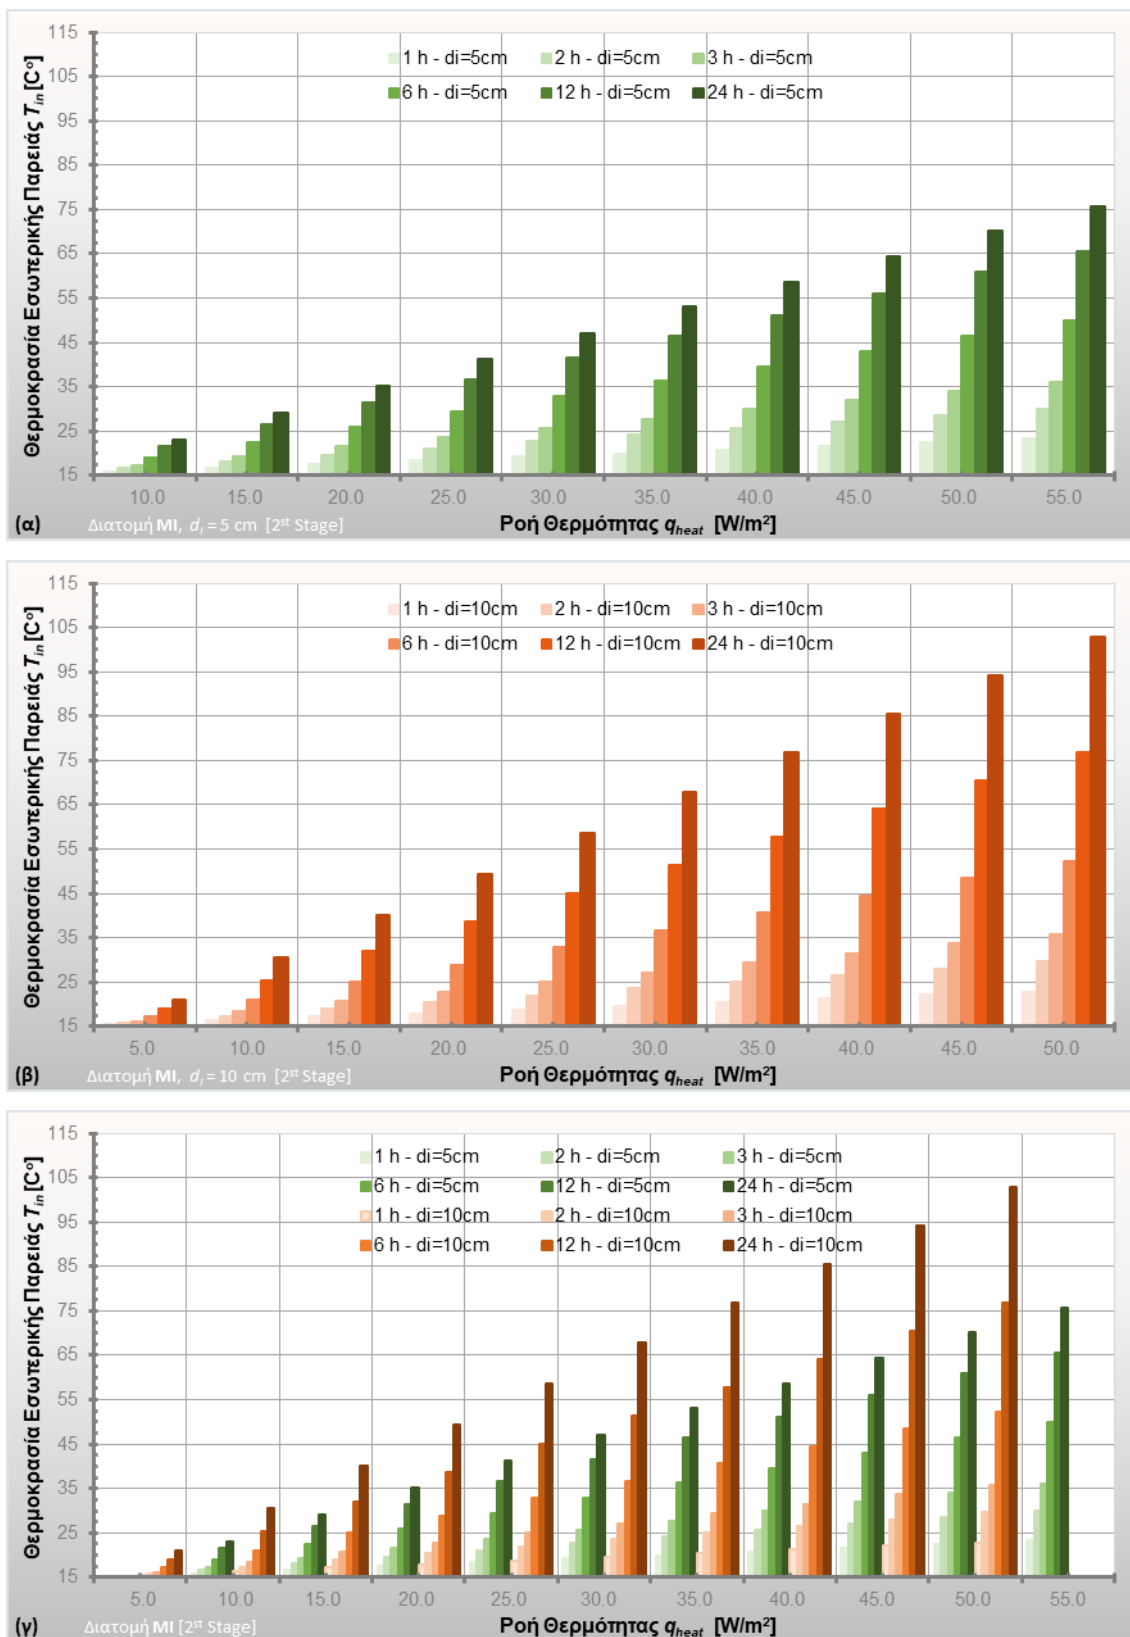 Θερμοκρασία Εσωτερικής Παρειάς T_in [C°]
115
105
95
85
75
65
55
45
35
25
15
1 h - di=5cm 2 h - di=5cm 3 h - di=5cm
6 h - di=5cm 12 h - di=5cm 24 h - di=5cm
10.0 15.0 20.0 25.0 30.0 35.0 40.0 45.0 50.0 55.0
(α) Διατομή MI, d_i = 5 cm [2st Stage] Ροή Θερμότητας q_heat [W/m²]
Θερμοκρασία Εσωτερικής Παρειάς T_in [C°]
115
105
95
85
75
65
55
45
35
25
15
1 h - di=10cm 2 h - di=10cm 3 h - di=10cm
6 h - di=10cm 12 h - di=10cm 24 h - di=10cm
5.0 10.0 15.0 20.0 25.0 30.0 35.0 40.0 45.0 50.0
(β) Διατομή MI, d_i = 10 cm [2st Stage] Ροή Θερμότητας q_heat [W/m²]
Θερμοκρασία Εσωτερικής Παρειάς T_in [C°]
115
105
95
85
75
65
55
45
35
25
15
1 h - di=5cm 2 h - di=5cm 3 h - di=5cm
6 h - di=5cm 12 h - di=5cm 24 h - di=5cm
1 h - di=10cm 2 h - di=10cm 3 h - di=10cm
6 h - di=10cm 12 h - di=10cm 24 h - di=10cm
5.0 10.0 15.0 20.0 25.0 30.0 35.0 40.0 45.0 50.0 55.0
(γ) Διατομή MI [2st Stage] Ροή Θερμότητας q_heat [W/m²]